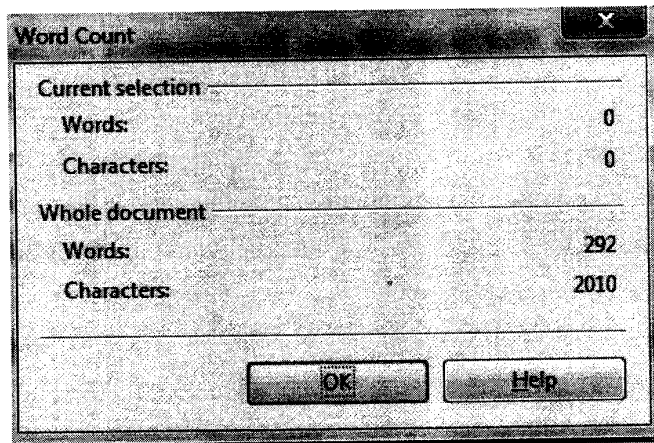 Word Count
X
Current selection
Words: 0
Characters: 0
Whole document
Words: 292
Characters: 2010
OK Help